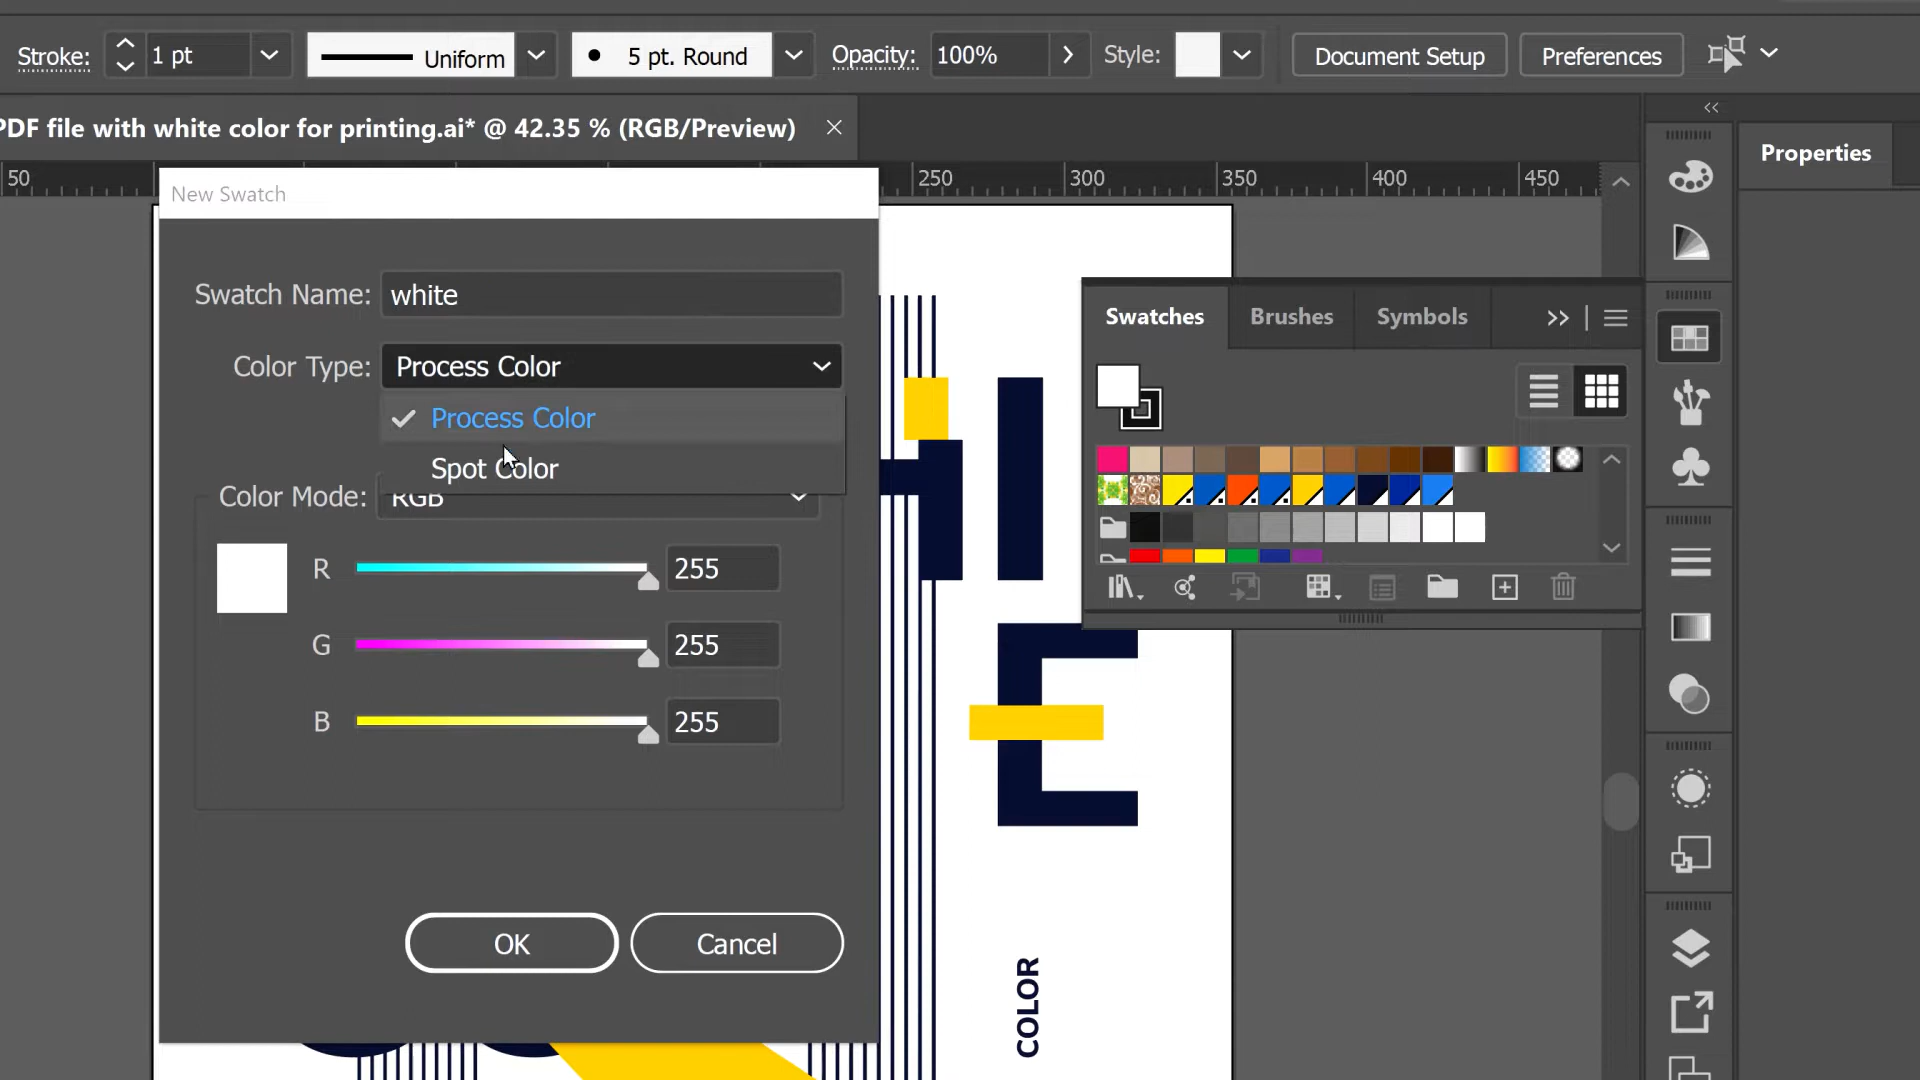 Stroke: 1 pt Uniform 5 pt. Round Opacity: 100% Style: Document Setup Preferences
PDF file with white color for printing.ai* @ 42.35 % (RGB/Preview)
Properties
50 250 300 350 400 450
New Swatch
Swatch Name: white
Color Type: Process Color
Process Color
Spot Color
Color Mode: RGB
R 255
G 255
B 255
OK Cancel
Swatches Brushes Symbols
COLOR